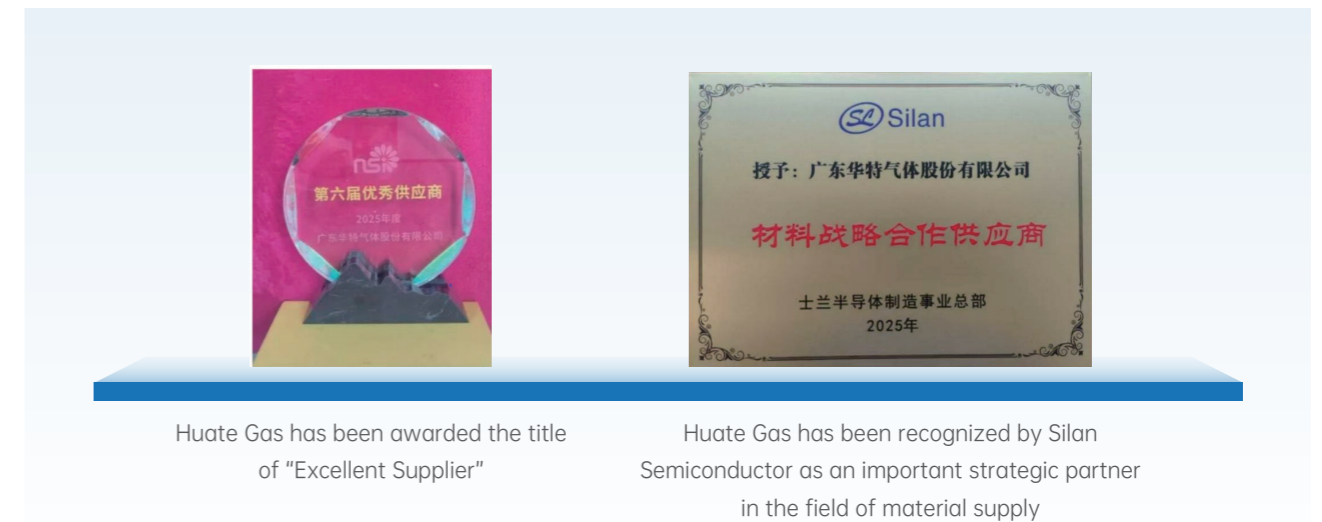 nsi
第六届优秀供应商
2025年度
广东华特气体股份有限公司
SL Silan
授予：广东华特气体股份有限公司
材料战略合作供应商
士兰半导体制造事业总部
2025年
Huate Gas has been awarded the title
of "Excellent Supplier"
Huate Gas has been recognized by Silan
Semiconductor as an important strategic partner
in the field of material supply